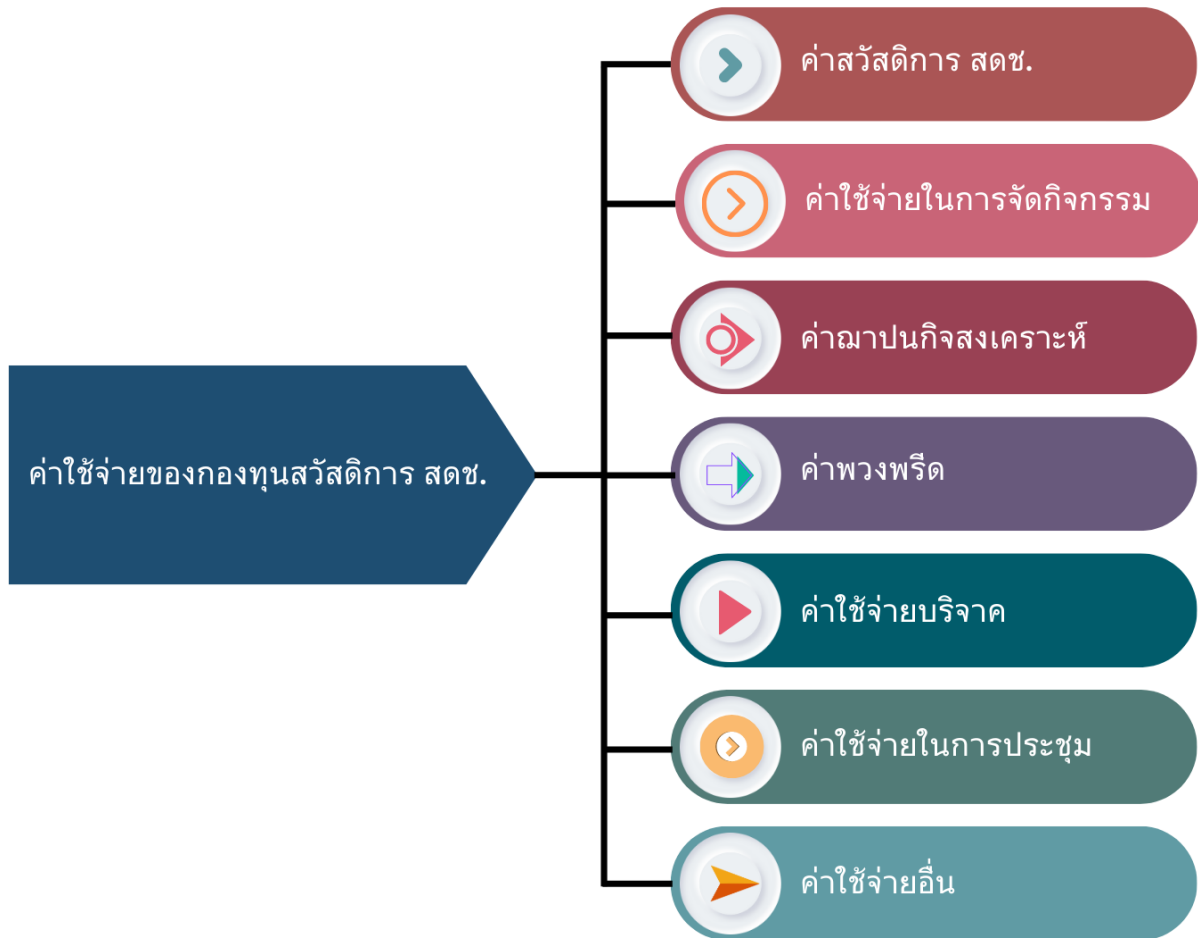 ค่าใช้จ่ายของกองทุนสวัสดิการ สดช.
ค่าสวัสดิการ สดช.
ค่าใช้จ่ายในการจัดกิจกรรม
ค่าฌาปนกิจสงเคราะห์
ค่าพวงพรีด
ค่าใช้จ่ายบริจาค
ค่าใช้จ่ายในการประชุม
ค่าใช้จ่ายอื่น